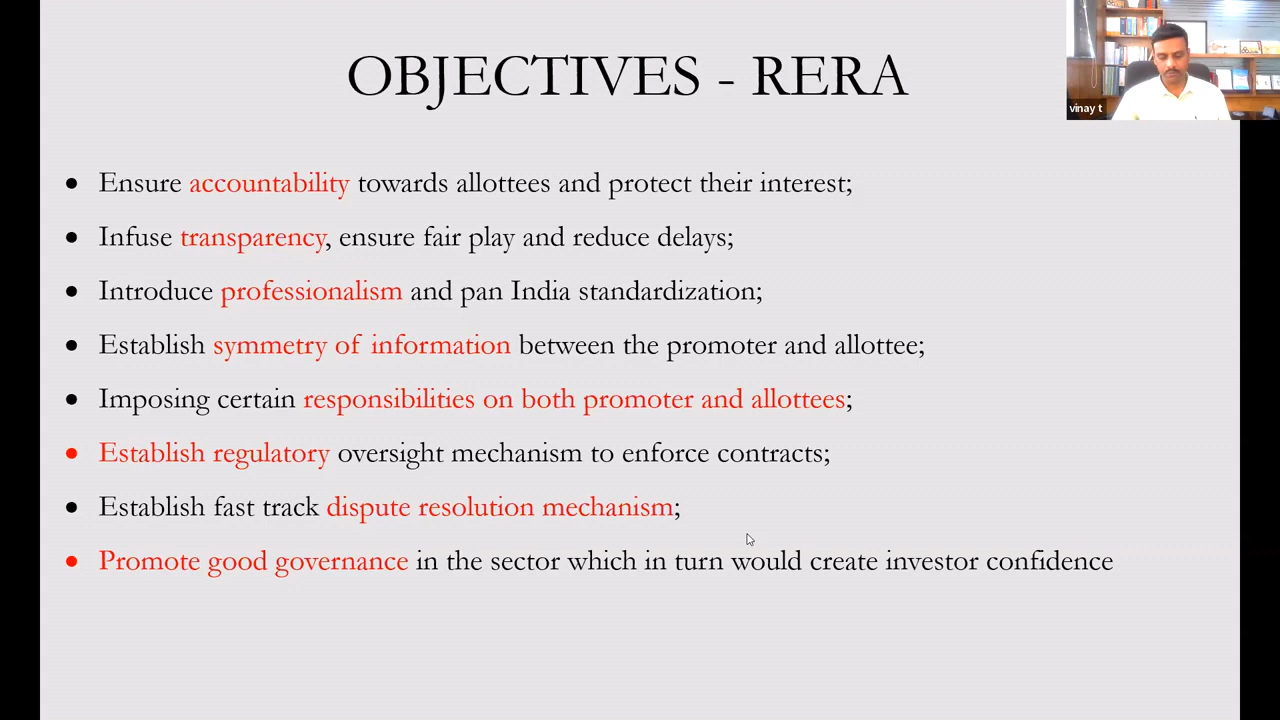 OBJECTIVES - RERA
vinay t
• Ensure accountability towards allottees and protect their interest;
• Infuse transparency, ensure fair play and reduce delays;
• Introduce professionalism and pan India standardization;
• Establish symmetry of information between the promoter and allottee;
• Imposing certain responsibilities on both promoter and allottees;
• Establish regulatory oversight mechanism to enforce contracts;
• Establish fast track dispute resolution mechanism;
• Promote good governance in the sector which in turn would create investor confidence